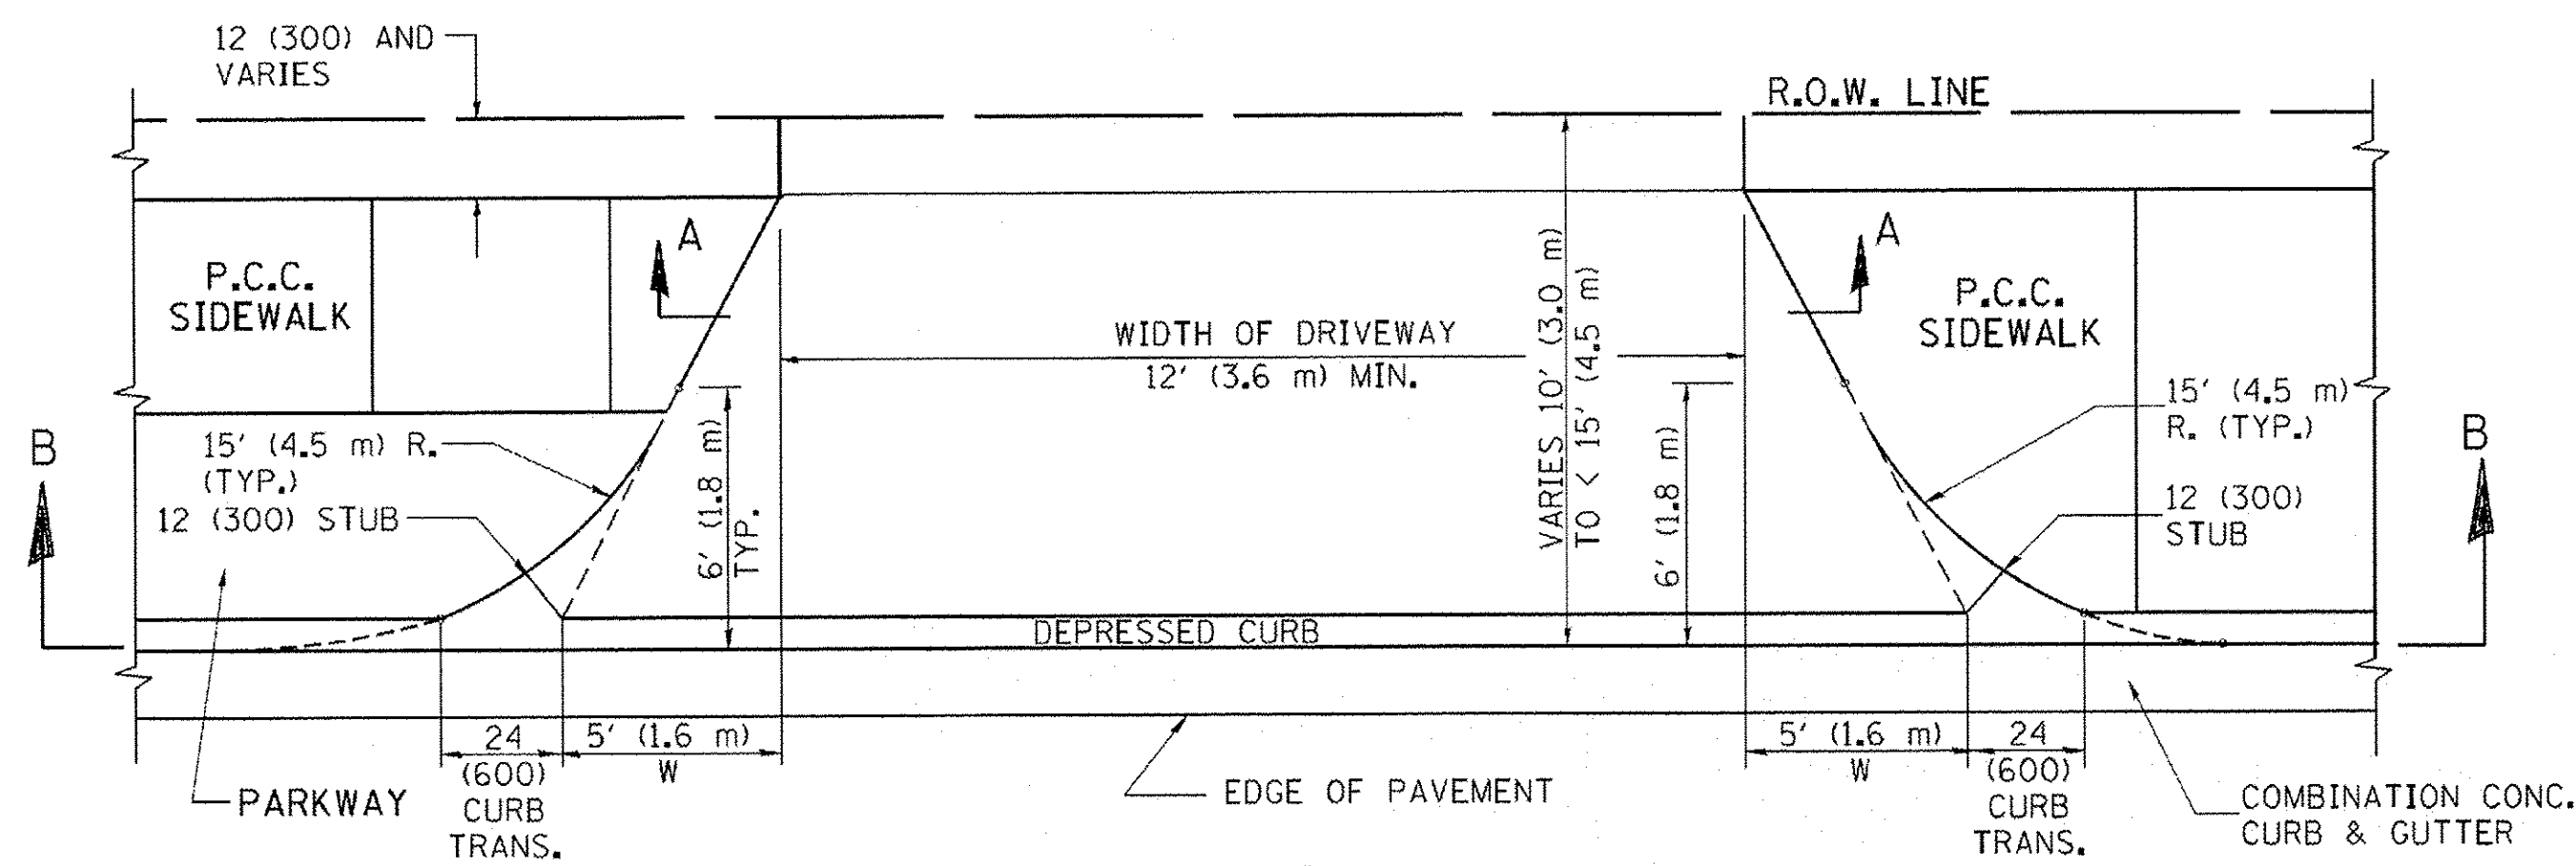 12 (300) AND
VARIES
R.O.W. LINE
A
A
P.C.C.
SIDEWALK
P.C.C.
SIDEWALK
WIDTH OF DRIVEWAY
12' (3.6 m) MIN.
VARIES 10' (3.0 m)
TO < 15' (4.5 m)
15' (4.5 m)
R. (TYP.)
B
B
15' (4.5 m) R.
(TYP.)
12 (300) STUB
6' (1.8 m)
TYP.
6' (1.8 m)
12 (300)
STUB
DEPRESSED CURB
24
(600)
CURB
TRANS.
5' (1.6 m)
W
5' (1.6 m)
W
24
(600)
CURB
TRANS.
PARKWAY
EDGE OF PAVEMENT
COMBINATION CONC.
CURB & GUTTER